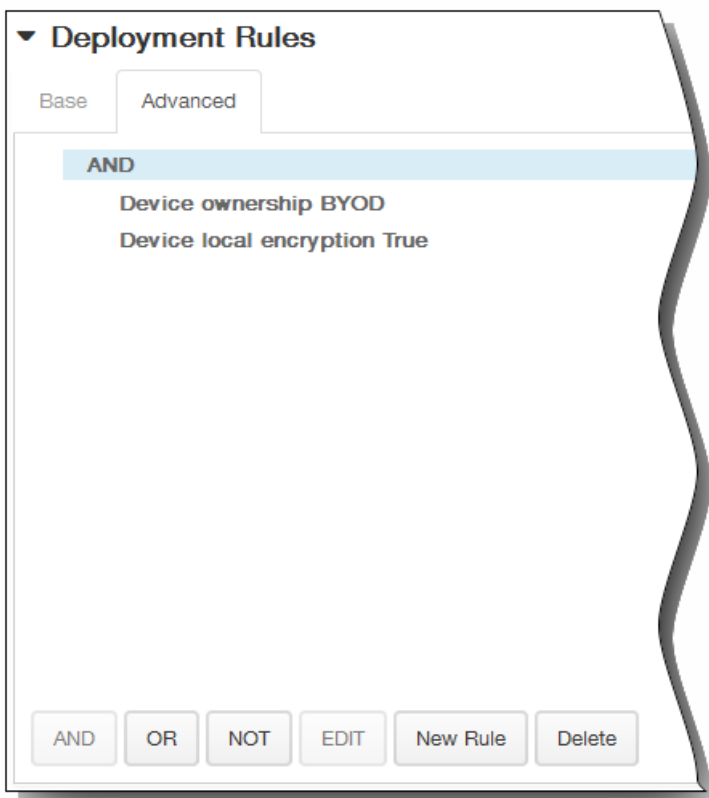 Deployment Rules
Base Advanced
AND
Device ownership BYOD
Device local encryption True
AND OR NOT EDIT New Rule Delete